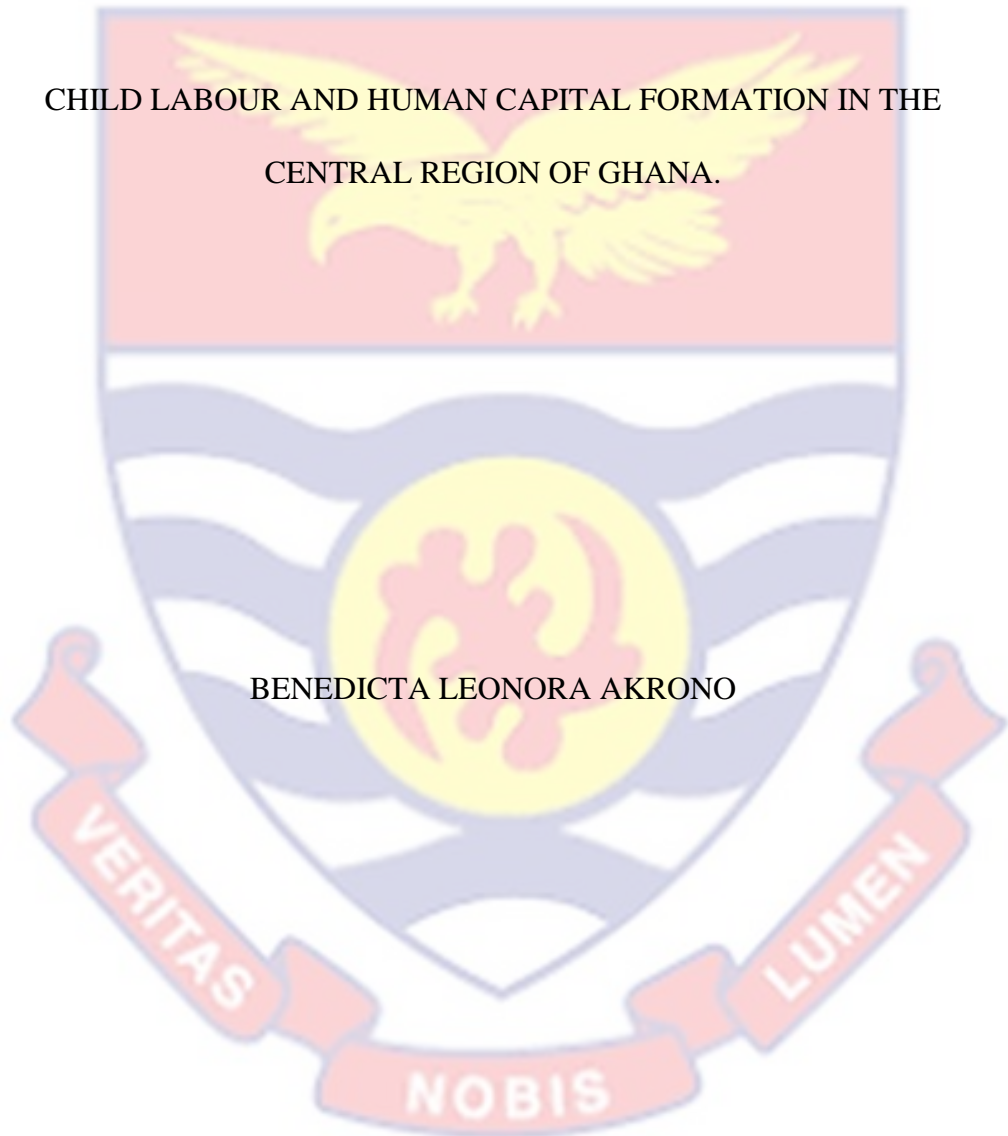 CHILD LABOUR AND HUMAN CAPITAL FORMATION IN THE
CENTRAL REGION OF GHANA.
BENEDICTA LEONORA AKRONO
VERITAS
NOBIS
LUMEN